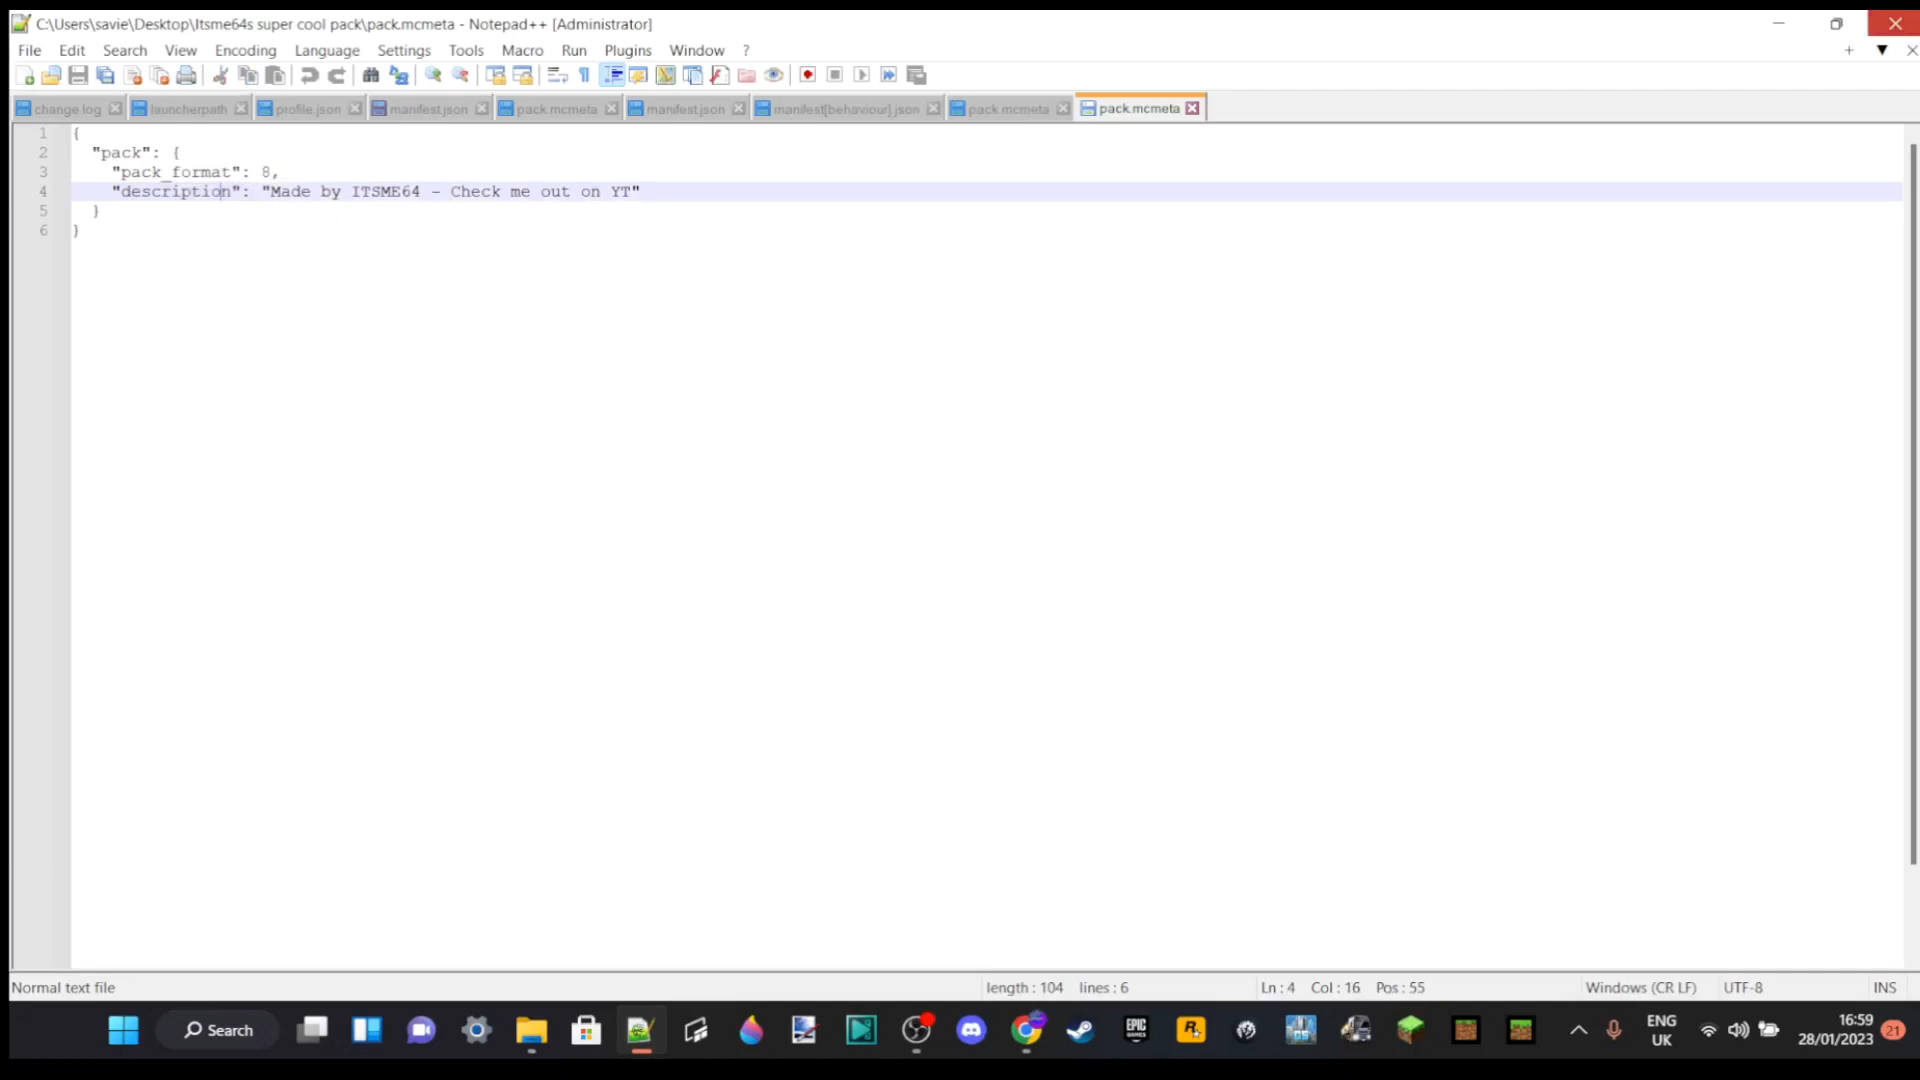 C:\Users\savie\Desktop\Itsme64s super cool pack\pack.mcmeta - Notepad++ [Administrator]
File Edit Search View Encoding Language Settings Tools Macro Run Plugins Window ?
change.log launcherpath profile.json manifest.json pack.mcmeta manifest.json manifest[behaviour].json pack.mcmeta pack.mcmeta
1 {
2 "pack": {
3 "pack_format": 8,
4 "description": "Made by ITSME64 - Check me out on YT"
5 }
6 }
Normal text file length : 104 lines : 6 Ln : 4 Col : 16 Pos : 55 Windows (CR LF) UTF-8 INS
Search EPIC GAMES R ENG UK 16:59 28/01/2023 21